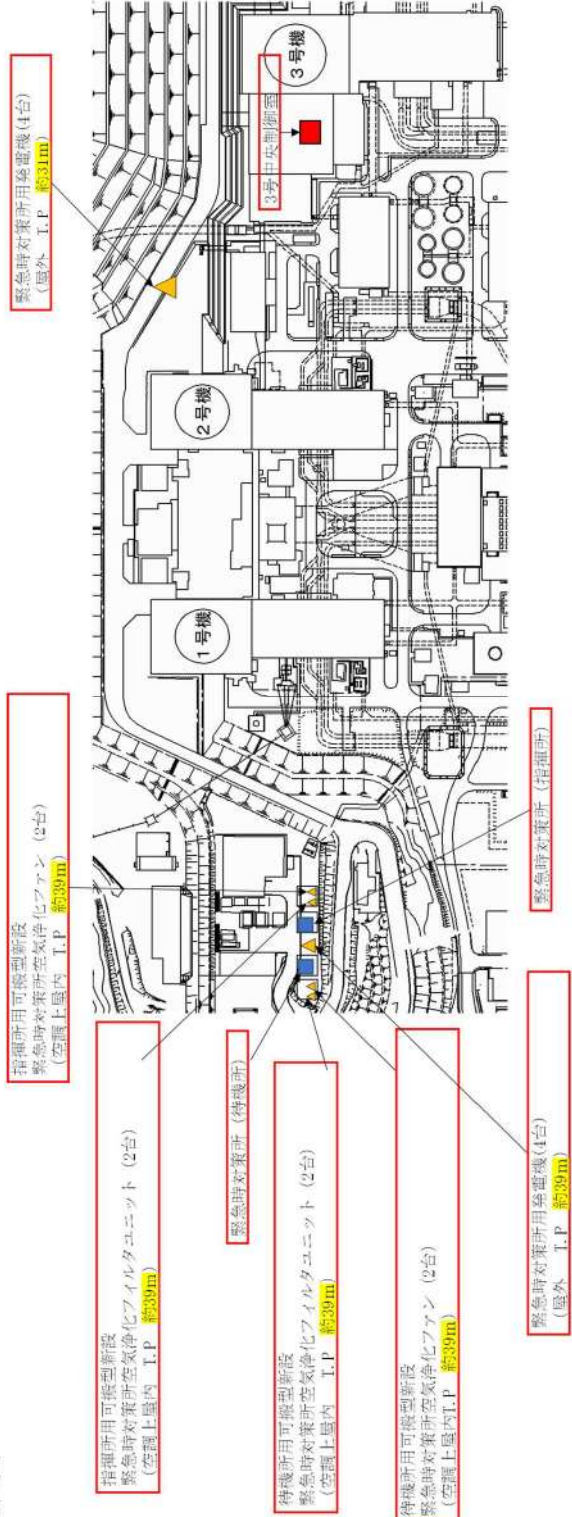 緊急時対策所用発電機(4台)
(屋外 T.P 約31m)
3号機
3号中央制御室
2号機
1号機
指揮所用可搬型新設
緊急時対策所空気浄化ファン (2台)
(空調上屋内 T.P 約39m)
指揮所用可搬型新設
緊急時対策所空気浄化フィルタユニット (2台)
(空調上屋内 T.P 約39m)
緊急時対策所 (待機所)
待機所用可搬型新設
緊急時対策所空気浄化フィルタユニット (2台)
(空調上屋内 T.P 約39m)
待機所用可搬型新設
緊急時対策所空気浄化ファン (2台)
(空調上屋内T.P 約39m)
緊急時対策所用発電機(4台)
(屋外 T.P 約39m)
緊急時対策所 (指揮所)